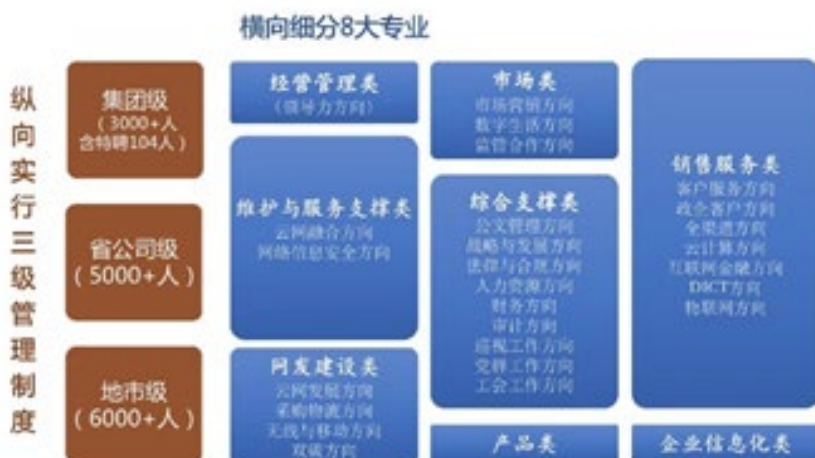 横向细分8大专业
纵向实行三级管理制度
集团级
（3000+人
含特聘104人）
省公司级
（5000+人）
地市级
（6000+人）
经营管理类
（领导力方向）
维护与服务支撑类
云网融合方向
网络信息安全方向
网发建设类
云网发展方向
采购物流方向
无线与移动方向
双碳方向
市场类
市场营销方向
数字生活方向
监管合作方向
综合支撑类
公文管理方向
战略与发展方向
法律与合规方向
人力资源方向
财务方向
审计方向
巡视工作方向
党群工作方向
工会工作方向
产品类
销售服务类
客户服务方向
政企客户方向
全渠道方向
云计算方向
互联网金融方向
DICT方向
物联网方向
企业信息化类